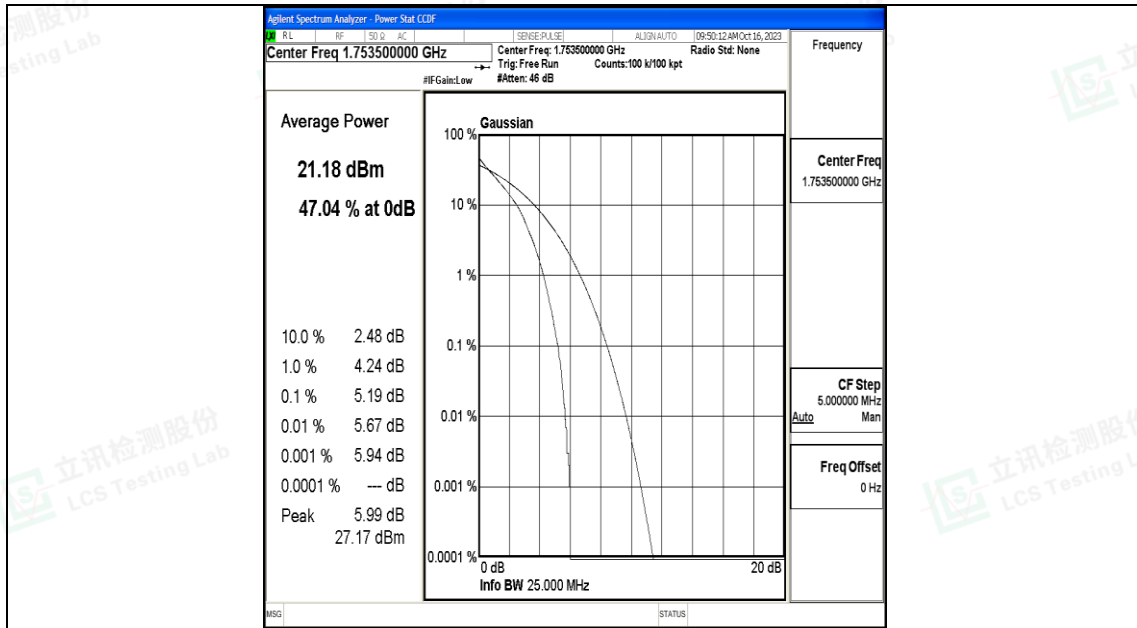 Agilent Spectrum Analyzer - Power Stat CCDF
RL RF 50 Ω AC SENSE:PULSE ALIGN AUTO 09:50:12 AM Oct 16, 2023
Center Freq 1.753500000 GHz
Center Freq: 1.753500000 GHz Radio Std: None
Trig: Free Run Counts:100 k/100 kpt
#IFGain:Low #Atten: 46 dB
Frequency
Average Power
21.18 dBm
47.04 % at 0dB
10.0 % 2.48 dB
1.0 % 4.24 dB
0.1 % 5.19 dB
0.01 % 5.67 dB
0.001 % 5.94 dB
0.0001 % --- dB
Peak 5.99 dB
27.17 dBm
Gaussian
100 %
10 %
1 %
0.1 %
0.01 %
0.001 %
0.0001 %
0 dB 20 dB
Info BW 25.000 MHz
Center Freq
1.753500000 GHz
CF Step
5.000000 MHz
Auto Man
Freq Offset
0 Hz
MSG STATUS
立讯检测股份
LCS Testing Lab
立讯检测股份